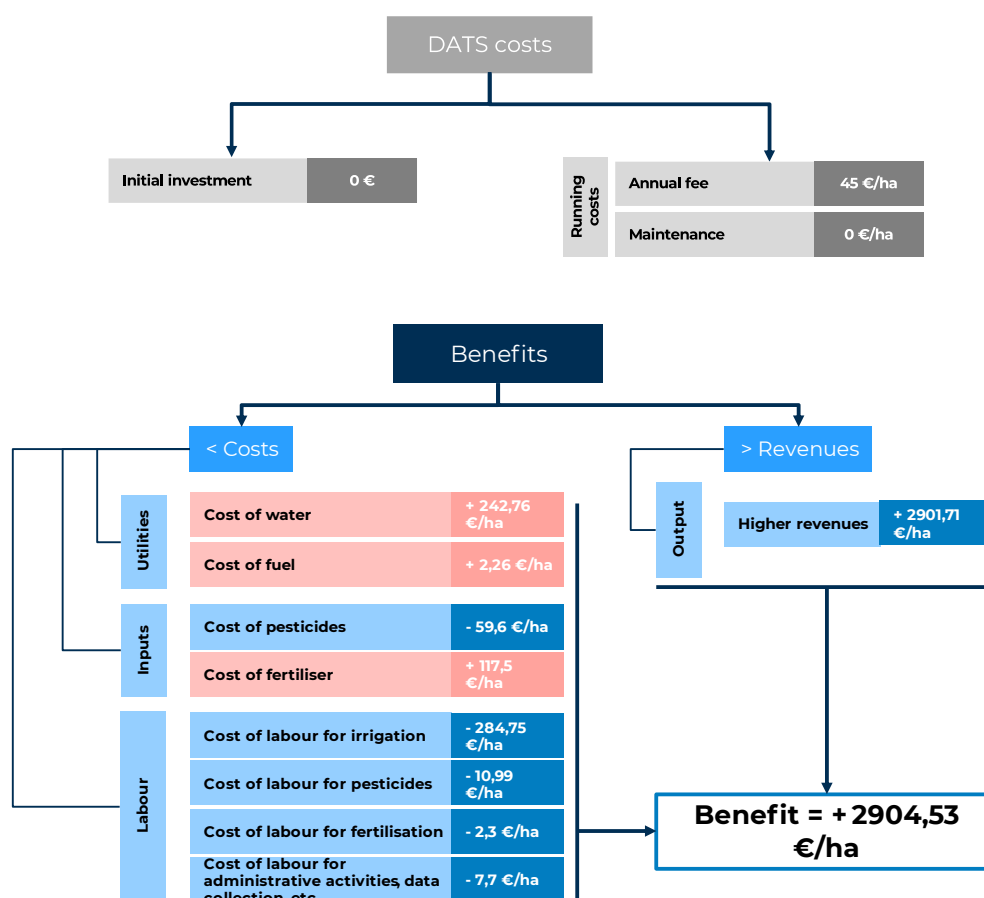 DATS costs
Initial investment
0 €
Running
costs
Annual fee
45 €/ha
Maintenance
0 €/ha
Benefits
< Costs
> Revenues
Utilities
Cost of water
+ 242,76
€/ha
Cost of fuel
+ 2,26 €/ha
Output
Higher revenues
+ 2901,71
€/ha
Inputs
Cost of pesticides
- 59,6 €/ha
Cost of fertiliser
+ 117,5
€/ha
Labour
Cost of labour for irrigation
- 284,75
€/ha
Cost of labour for pesticides
- 10,99
€/ha
Cost of labour for fertilisation
- 2,3 €/ha
Cost of labour for
administrative activities, data
collection, etc
- 7,7 €/ha
Benefit = + 2904,53
€/ha